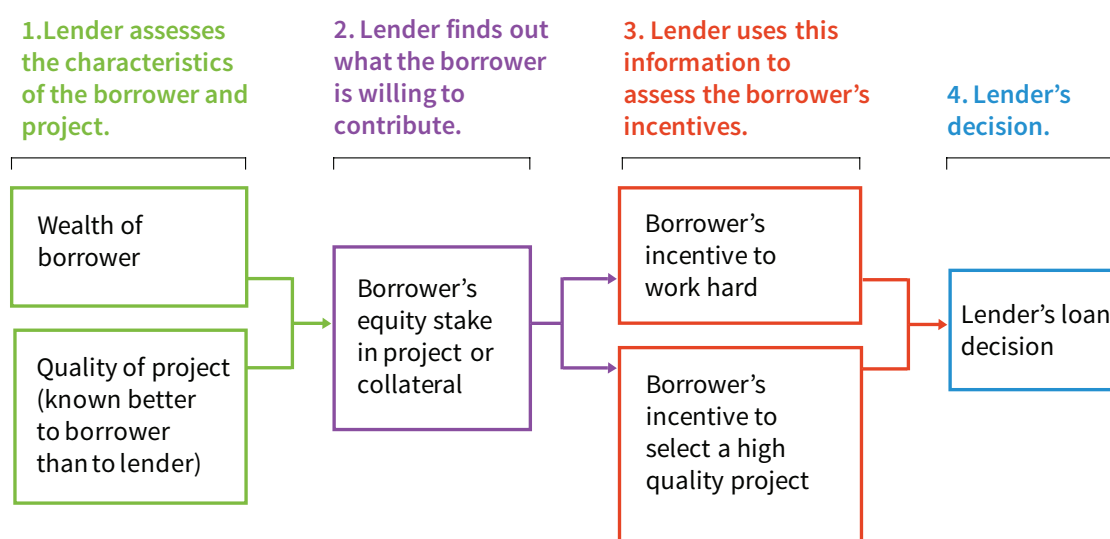 1.Lender assesses
the characteristics
of the borrower and
project.
2. Lender finds out
what the borrower
is willing to
contribute.
3. Lender uses this
information to
assess the borrower’s
incentives.
4. Lender’s
decision.
Wealth of
borrower
Quality of project
(known better
to borrower
than to lender)
Borrower’s
equity stake
in project or
collateral
Borrower’s
incentive to
work hard
Borrower’s
incentive to
select a high
quality project
Lender’s loan
decision